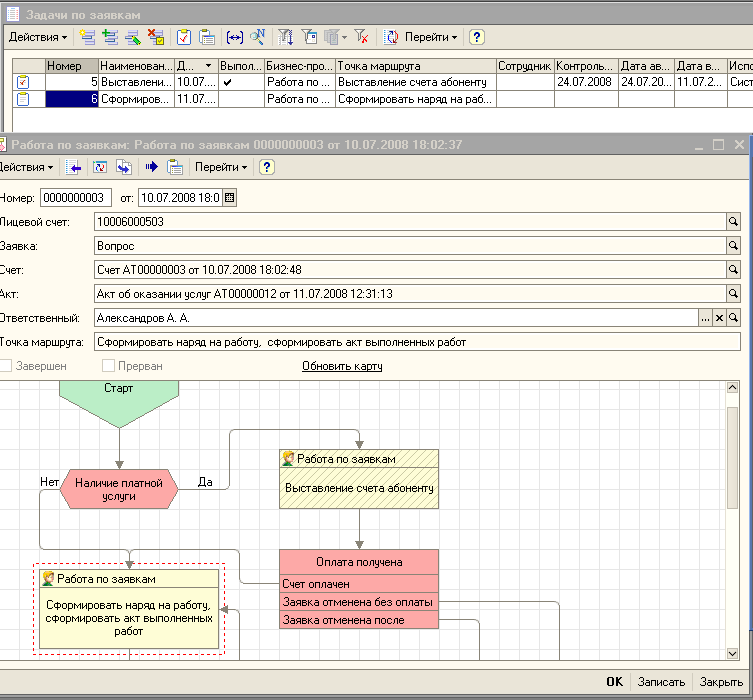 Задачи по заявкам
Действия Перейти ?
Номер Наименован... Д... Выпол... Бизнес-про... Точка маршрута Сотрудник Контроль... Дата ав... Дата в... Испо
5 Выставлени... 10.07.... Работа по ... Выставление счета абоненту 24.07.2008 24.07.20... 11.07.2... Сист
6 Сформиров... 11.07.... Работа по ... Сформировать наряд на раб...
Работа по заявкам: Работа по заявкам 0000000003 от 10.07.2008 18:02:37
Действия Перейти ?
Номер: 0000000003 от: 10.07.2008 18:0
Лицевой счет: 10006000503
Заявка: Вопрос
Счет: Счет АТ00000003 от 10.07.2008 18:02:48
Акт: Акт об оказании услуг АТ00000012 от 11.07.2008 12:31:13
Ответственный: Александров А. А. ...
Точка маршрута: Сформировать наряд на работу, сформировать акт выполненных работ
Завершен Прерван Обновить карту
Старт
Нет
Наличие платной
услуги
Да
Работа по заявкам
Выставление счета абоненту
Оплата получена
Счет оплачен
Заявка отменена без оплаты
Заявка отменена после
Работа по заявкам
Сформировать наряд на работу,
сформировать акт выполненных
работ
OK Записать Закрыть